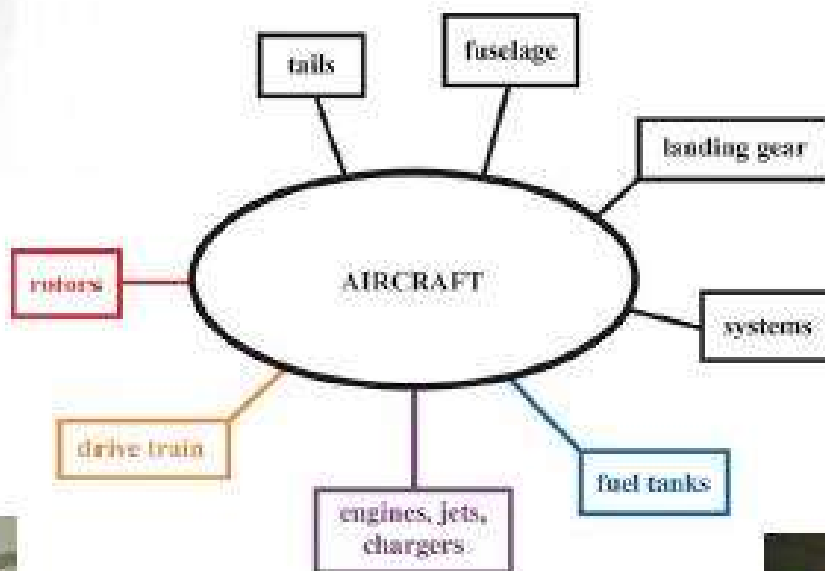 tails
fuselage
landing gear
rotors
AIRCRAFT
systems
drive train
fuel tanks
engines, jets,
chargers